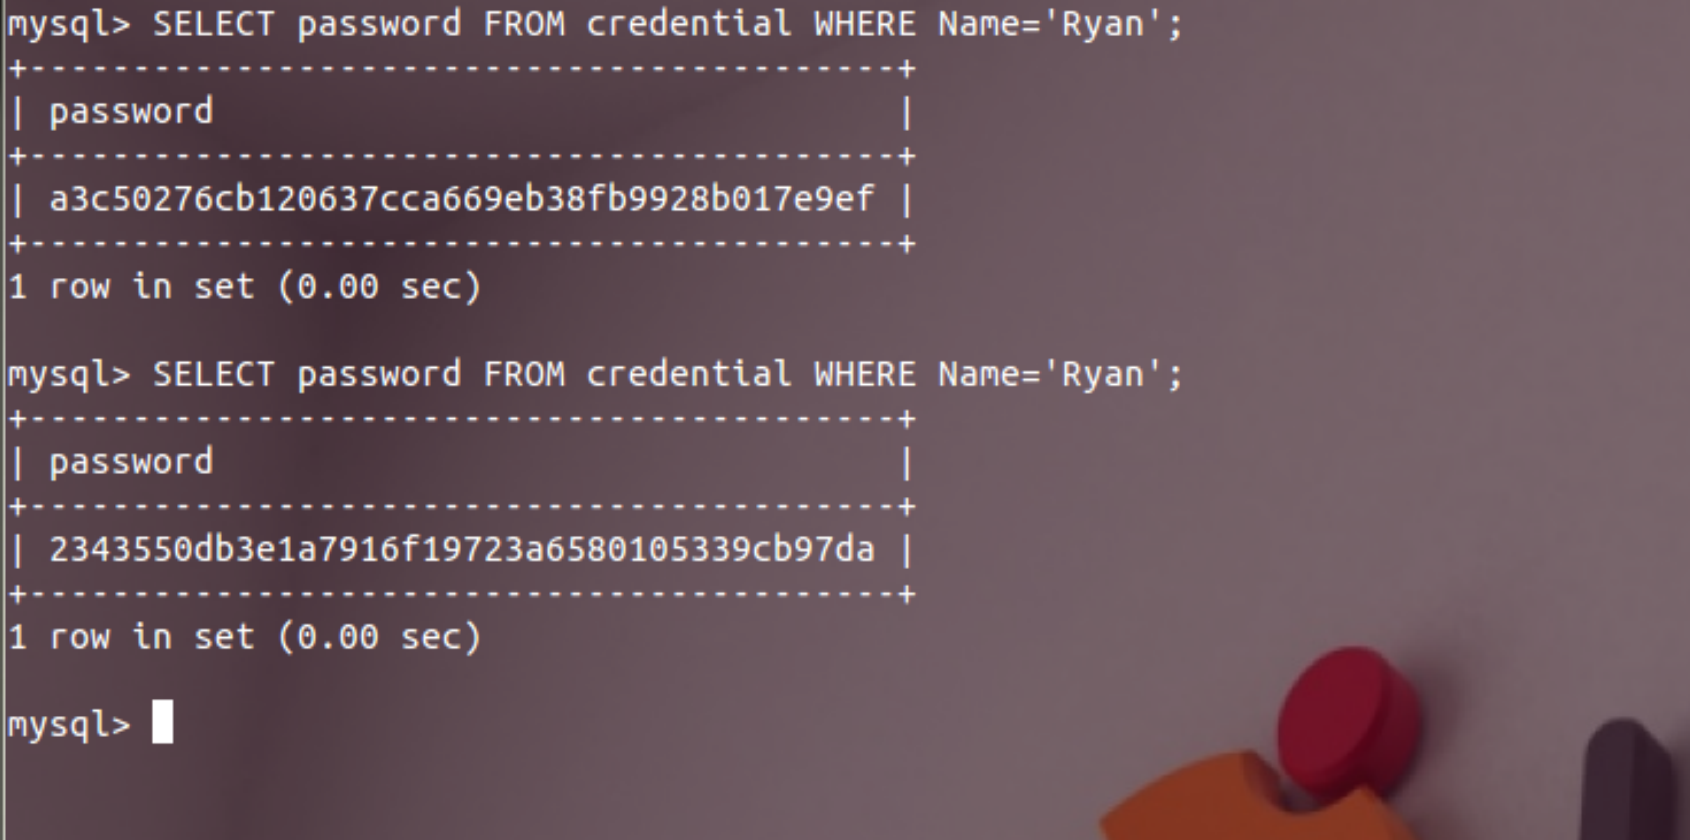 mysql> SELECT password FROM credential WHERE Name='Ryan';
+------------------------------------------+
| password                                 |
+------------------------------------------+
| a3c50276cb120637cca669eb38fb9928b017e9ef |
+------------------------------------------+
1 row in set (0.00 sec)
mysql> SELECT password FROM credential WHERE Name='Ryan';
+------------------------------------------+
| password                                 |
+------------------------------------------+
| 2343550db3e1a7916f19723a6580105339cb97da |
+------------------------------------------+
1 row in set (0.00 sec)
mysql>